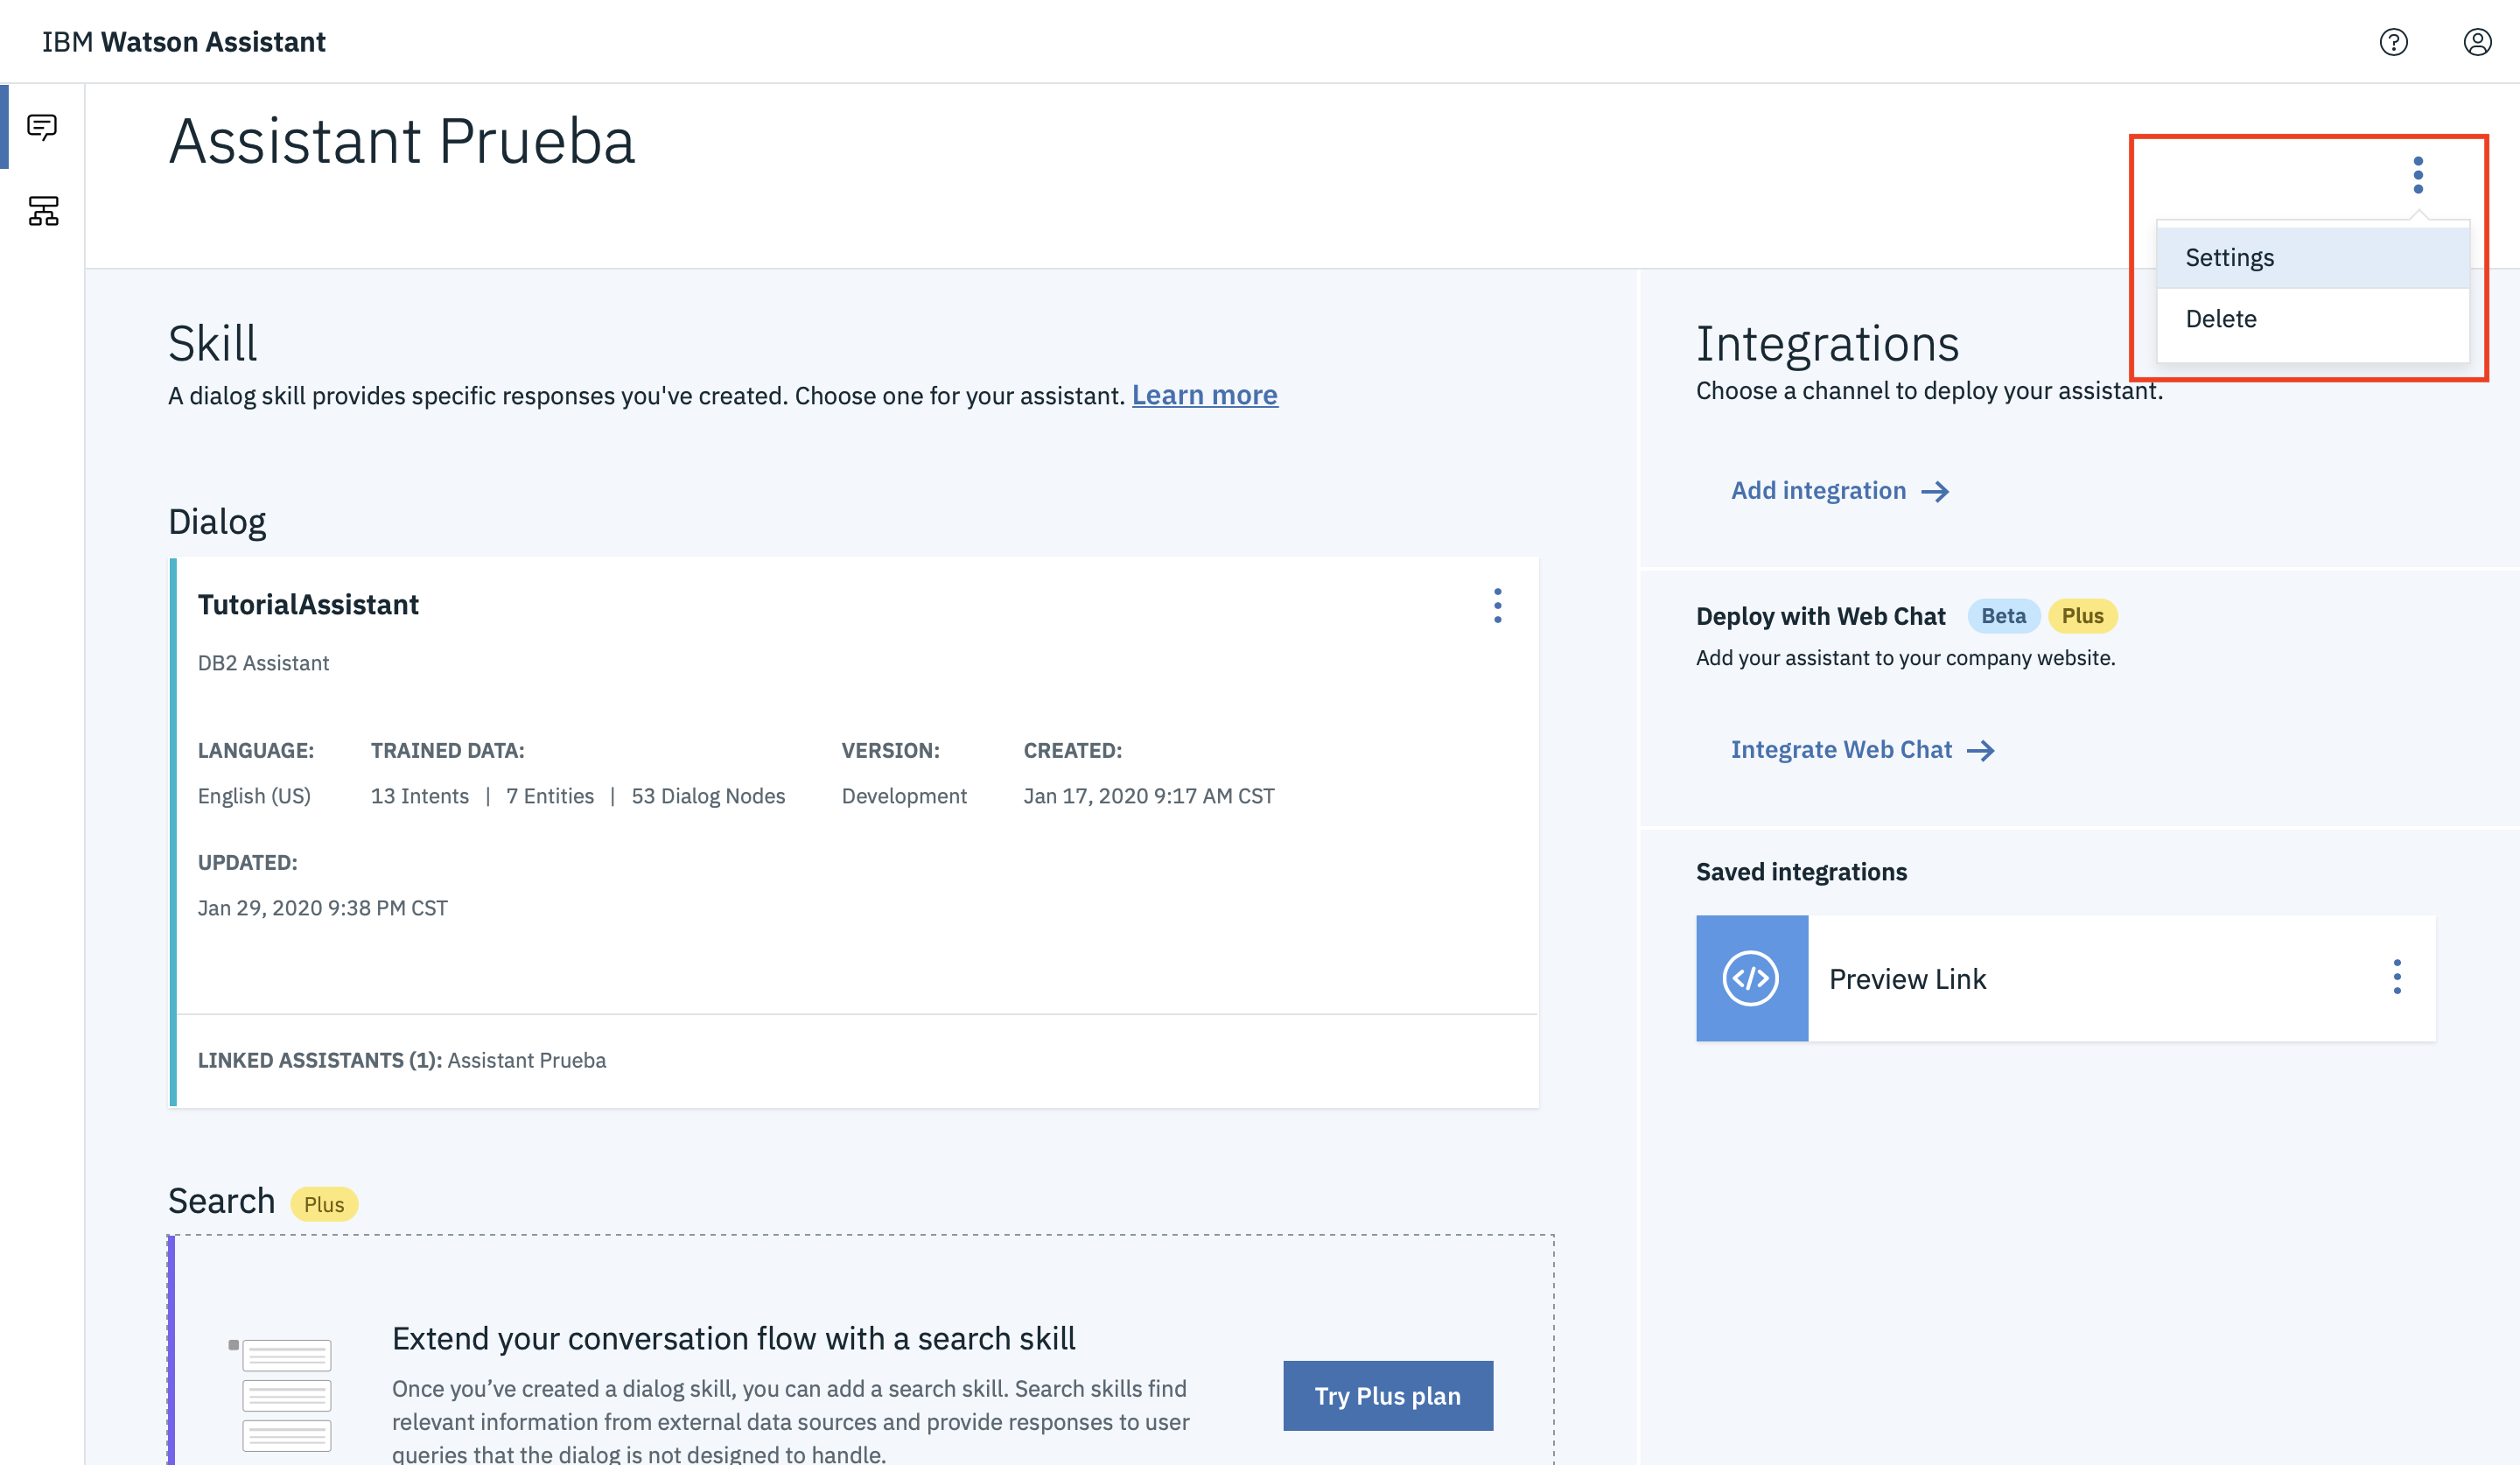 IBM Watson Assistant
Assistant Prueba
Settings
Delete
Skill
A dialog skill provides specific responses you've created. Choose one for your assistant. Learn more
Dialog
TutorialAssistant
DB2 Assistant
LANGUAGE: TRAINED DATA: VERSION: CREATED:
English (US) 13 Intents | 7 Entities | 53 Dialog Nodes Development Jan 17, 2020 9:17 AM CST
UPDATED:
Jan 29, 2020 9:38 PM CST
LINKED ASSISTANTS (1): Assistant Prueba
Search Plus
Extend your conversation flow with a search skill
Once you’ve created a dialog skill, you can add a search skill. Search skills find
relevant information from external data sources and provide responses to user
queries that the dialog is not designed to handle.
Try Plus plan
Integrations
Choose a channel to deploy your assistant.
Add integration
Deploy with Web Chat Beta Plus
Add your assistant to your company website.
Integrate Web Chat
Saved integrations
Preview Link